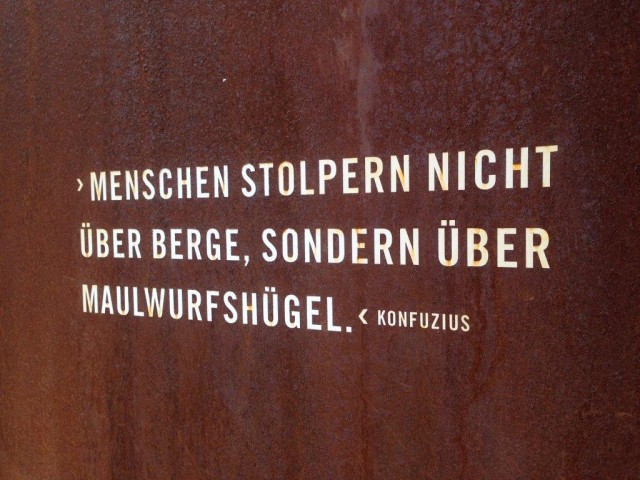 ›MENSCHEN STOLPERN NICHT
ÜBER BERGE, SONDERN ÜBER
MAULWURFSHÜGEL.‹ KONFUZIUS